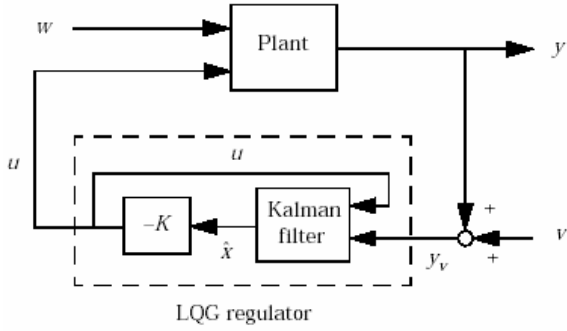 w
Plant
y
u
u
–K
x̂
Kalman
filter
+
+
y_v
v
LQG regulator